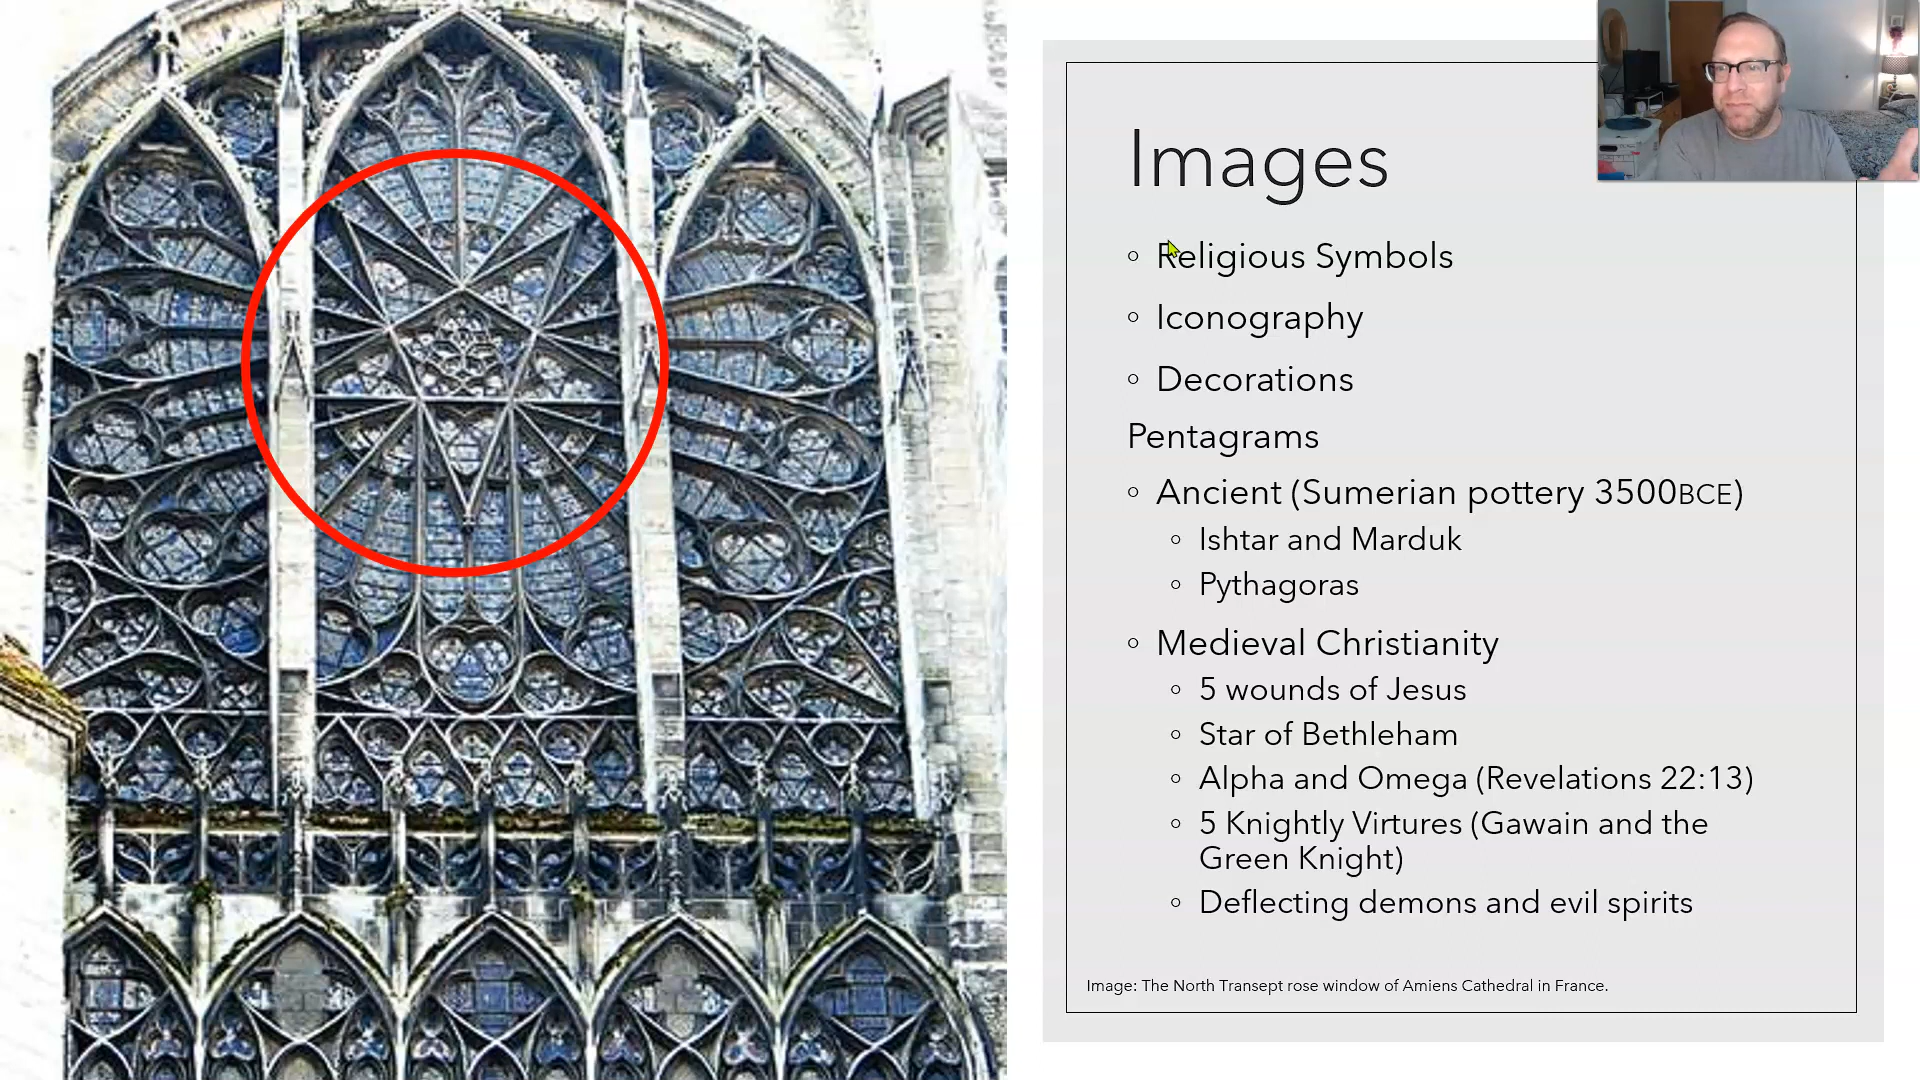 Images
Religious Symbols
Iconography
Decorations
Pentagrams
Ancient (Sumerian pottery 3500BCE)
Ishtar and Marduk
Pythagoras
Medieval Christianity
5 wounds of Jesus
Star of Bethleham
Alpha and Omega (Revelations 22:13)
5 Knightly Virtures (Gawain and the
Green Knight)
Deflecting demons and evil spirits
Image: The North Transept rose window of Amiens Cathedral in France.